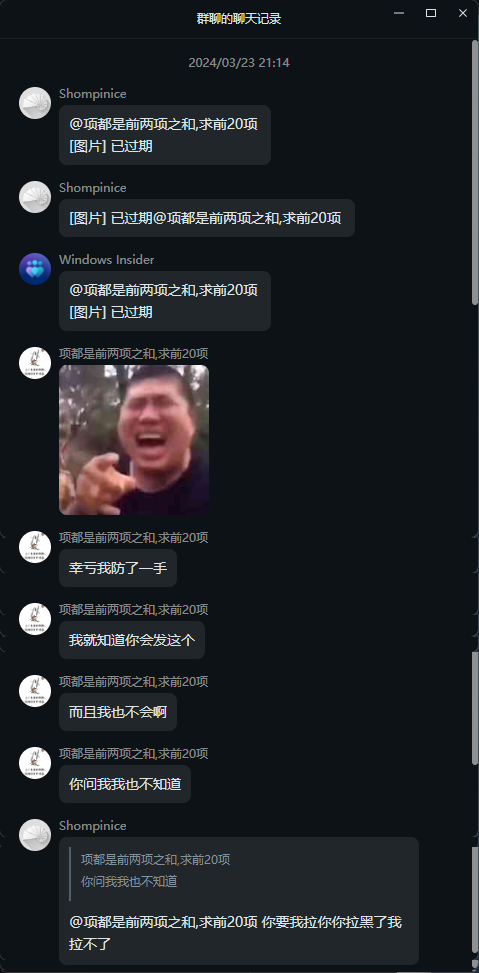 群聊的聊天记录
2024/03/23 21:14
Shompinice
@项都是前两项之和,求前20项
[图片] 已过期
Shompinice
[图片] 已过期@项都是前两项之和,求前20项
Windows Insider
@项都是前两项之和,求前20项
[图片] 已过期
项都是前两项之和,求前20项
项都是前两项之和,求前20项
幸亏我防了一手
项都是前两项之和,求前20项
我就知道你会发这个
项都是前两项之和,求前20项
而且我也不会啊
项都是前两项之和,求前20项
你问我我也不知道
Shompinice
项都是前两项之和,求前20项
你问我我也不知道
@项都是前两项之和,求前20项 你要我拉你你拉黑了我
拉不了